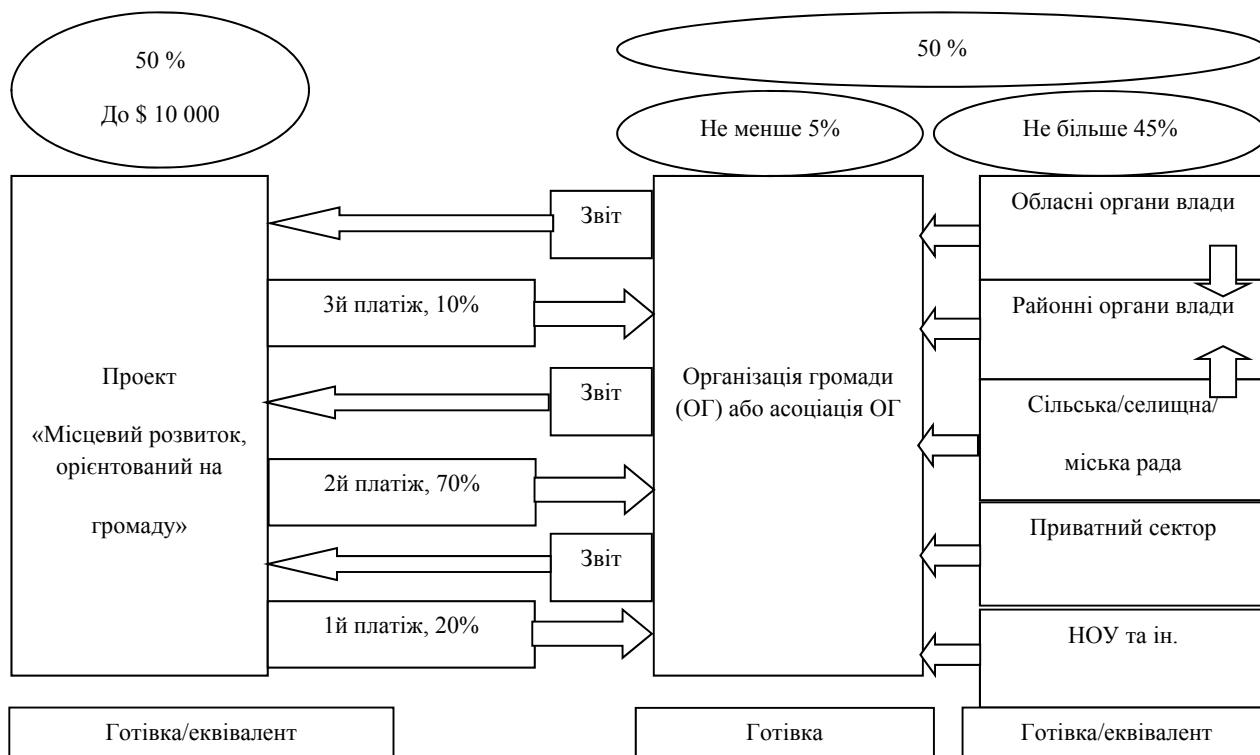 50 %
До $ 10 000
50 %
Не менше 5%
Не більше 45%
Проект
«Місцевий розвиток,
орієнтований на
громаду»
Звіт
3й платіж, 10%
Звіт
2й платіж, 70%
Звіт
1й платіж, 20%
Організація громади
(ОГ) або асоціація ОГ
Обласні органи влади
Районні органи влади
Сільська/селищна/
міська рада
Приватний сектор
НОУ та ін.
Готівка/еквівалент
Готівка
Готівка/еквівалент